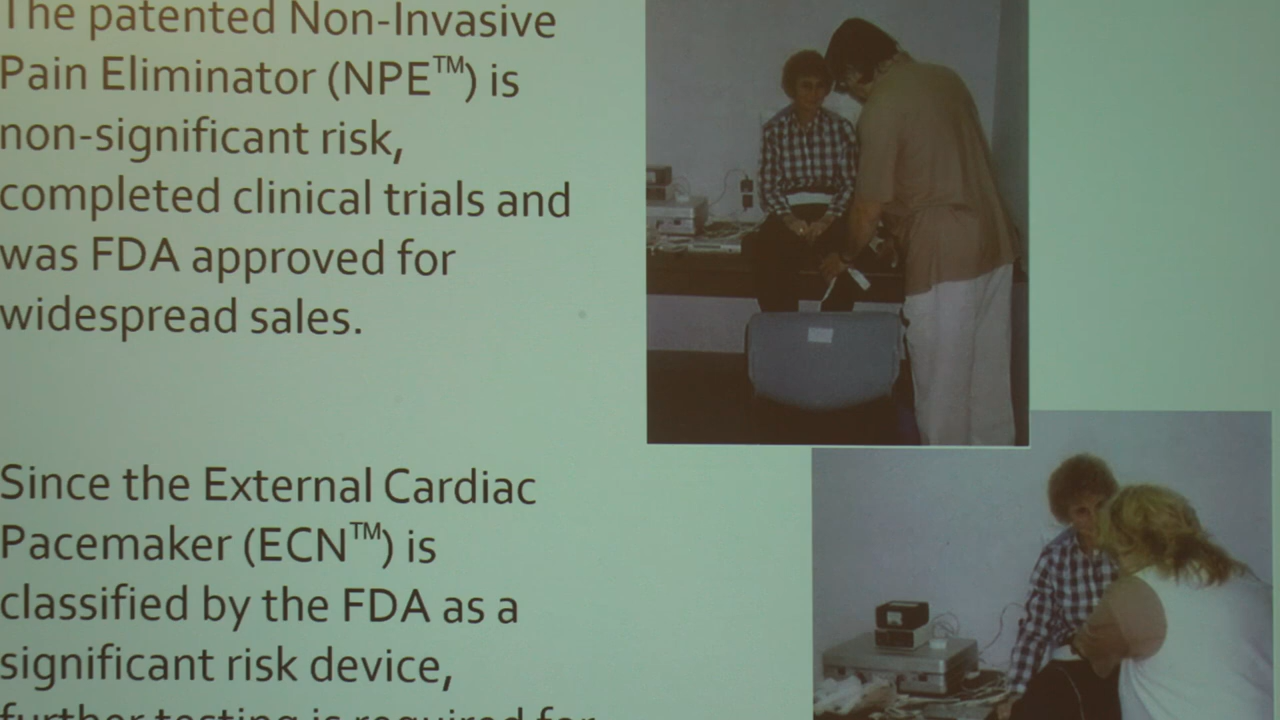 The patented Non-Invasive
Pain Eliminator (NPE™) is
non-significant risk,
completed clinical trials and
was FDA approved for
widespread sales.
Since the External Cardiac
Pacemaker (ECN™) is
classified by the FDA as a
significant risk device,
further testing is required for